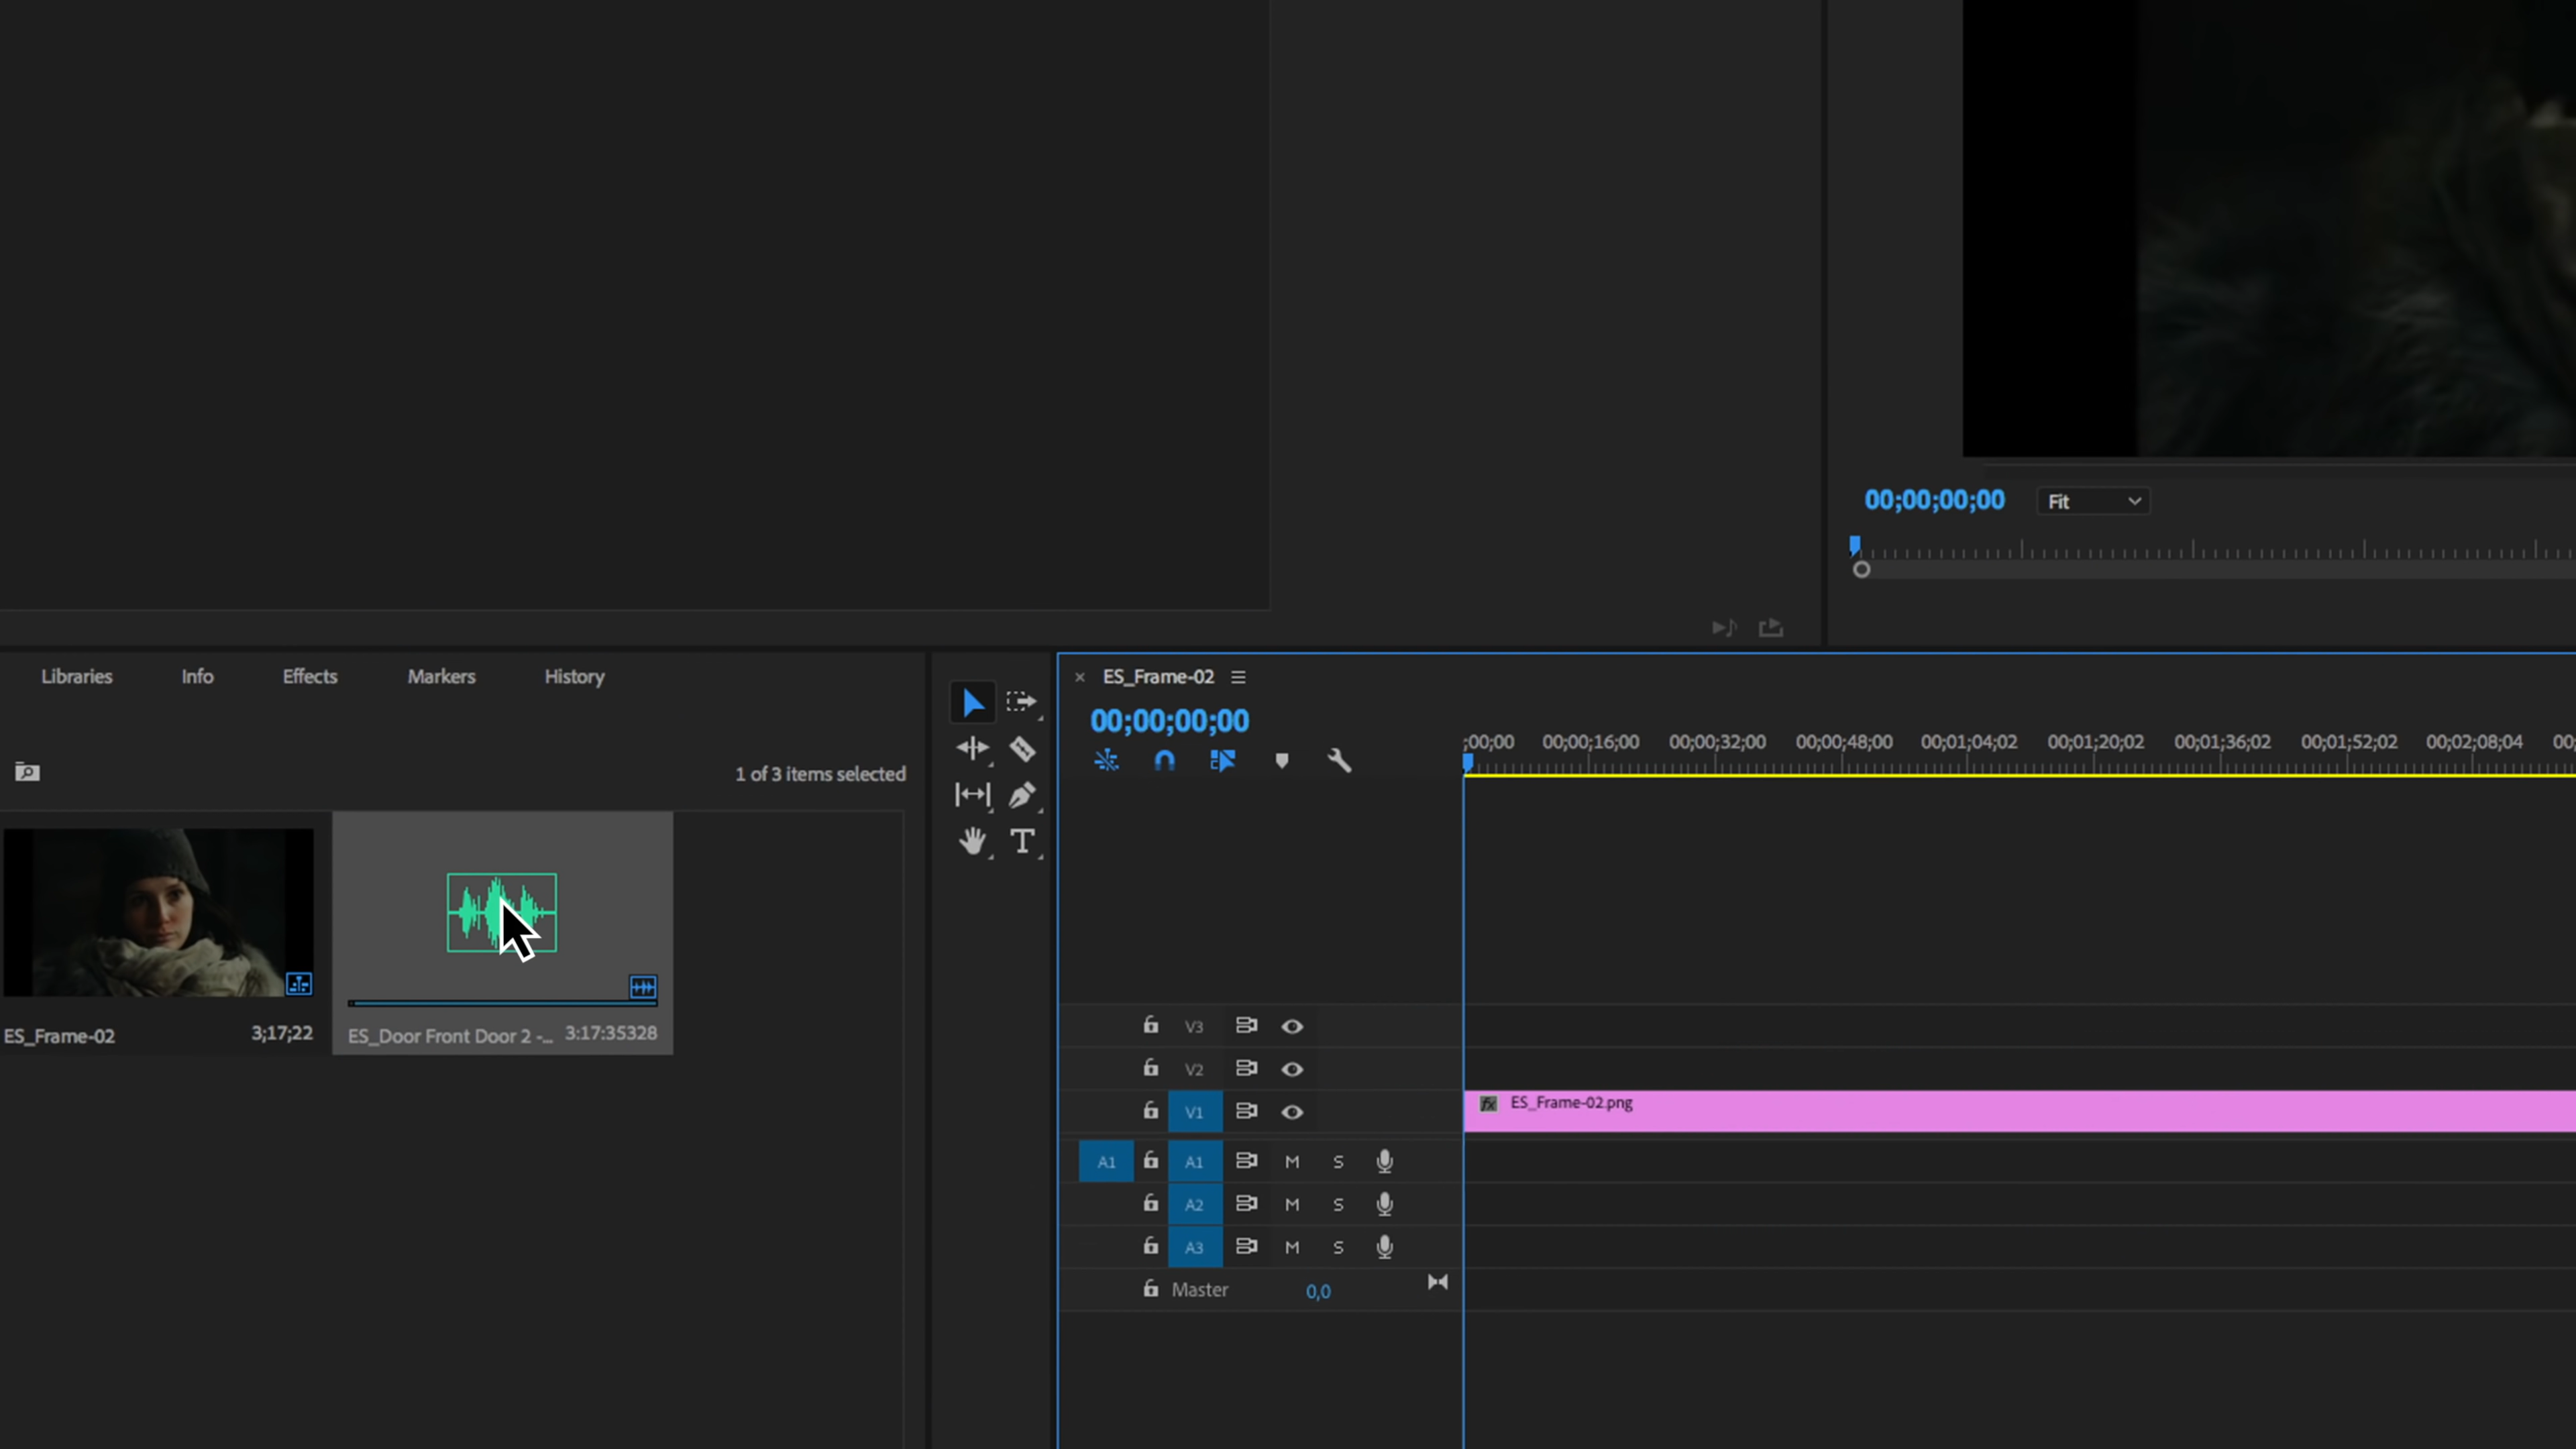 00;00;00;00 Fit
Libraries Info Effects Markers History
1 of 3 items selected
ES_Frame-02 3;17;22
ES_Door Front Door 2 -... 3:17:35328
× ES_Frame-02
00;00;00;00
;00;00 00;00;16;00 00;00;32;00 00;00;48;00 00;01;04;02 00;01;20;02 00;01;36;02 00;01;52;02 00;02;08;04 00;
T
V3
V2
V1
fx ES_Frame-02.png
A1 A1 M S
A2 M S
A3 M S
Master 0,0